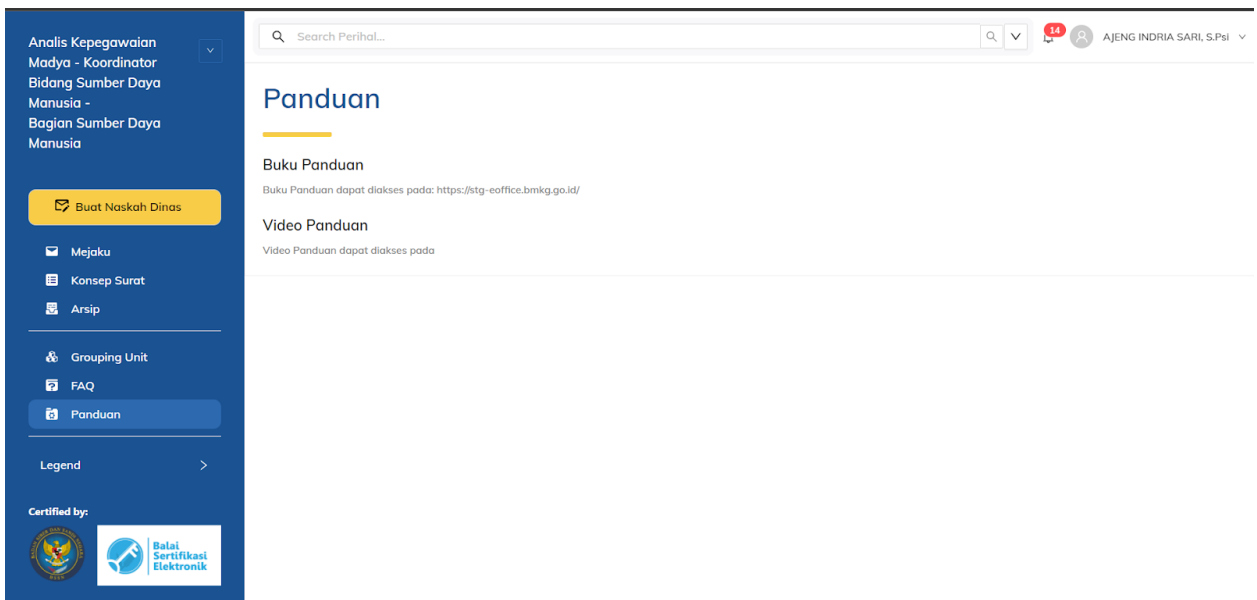 Analis Kepegawaian
Madya - Koordinator
Bidang Sumber Daya
Manusia -
Bagian Sumber Daya
Manusia
Buat Naskah Dinas
Mejaku
Konsep Surat
Arsip
Grouping Unit
FAQ
Panduan
Legend
Certified by:
Balai
Sertifikasi
Elektronik
Search Perihal...
14
AJENG INDRIA SARI, S.Psi
Panduan
Buku Panduan
Buku Panduan dapat diakses pada: https://stg-eoffice.bmkg.go.id/
Video Panduan
Video Panduan dapat diakses pada